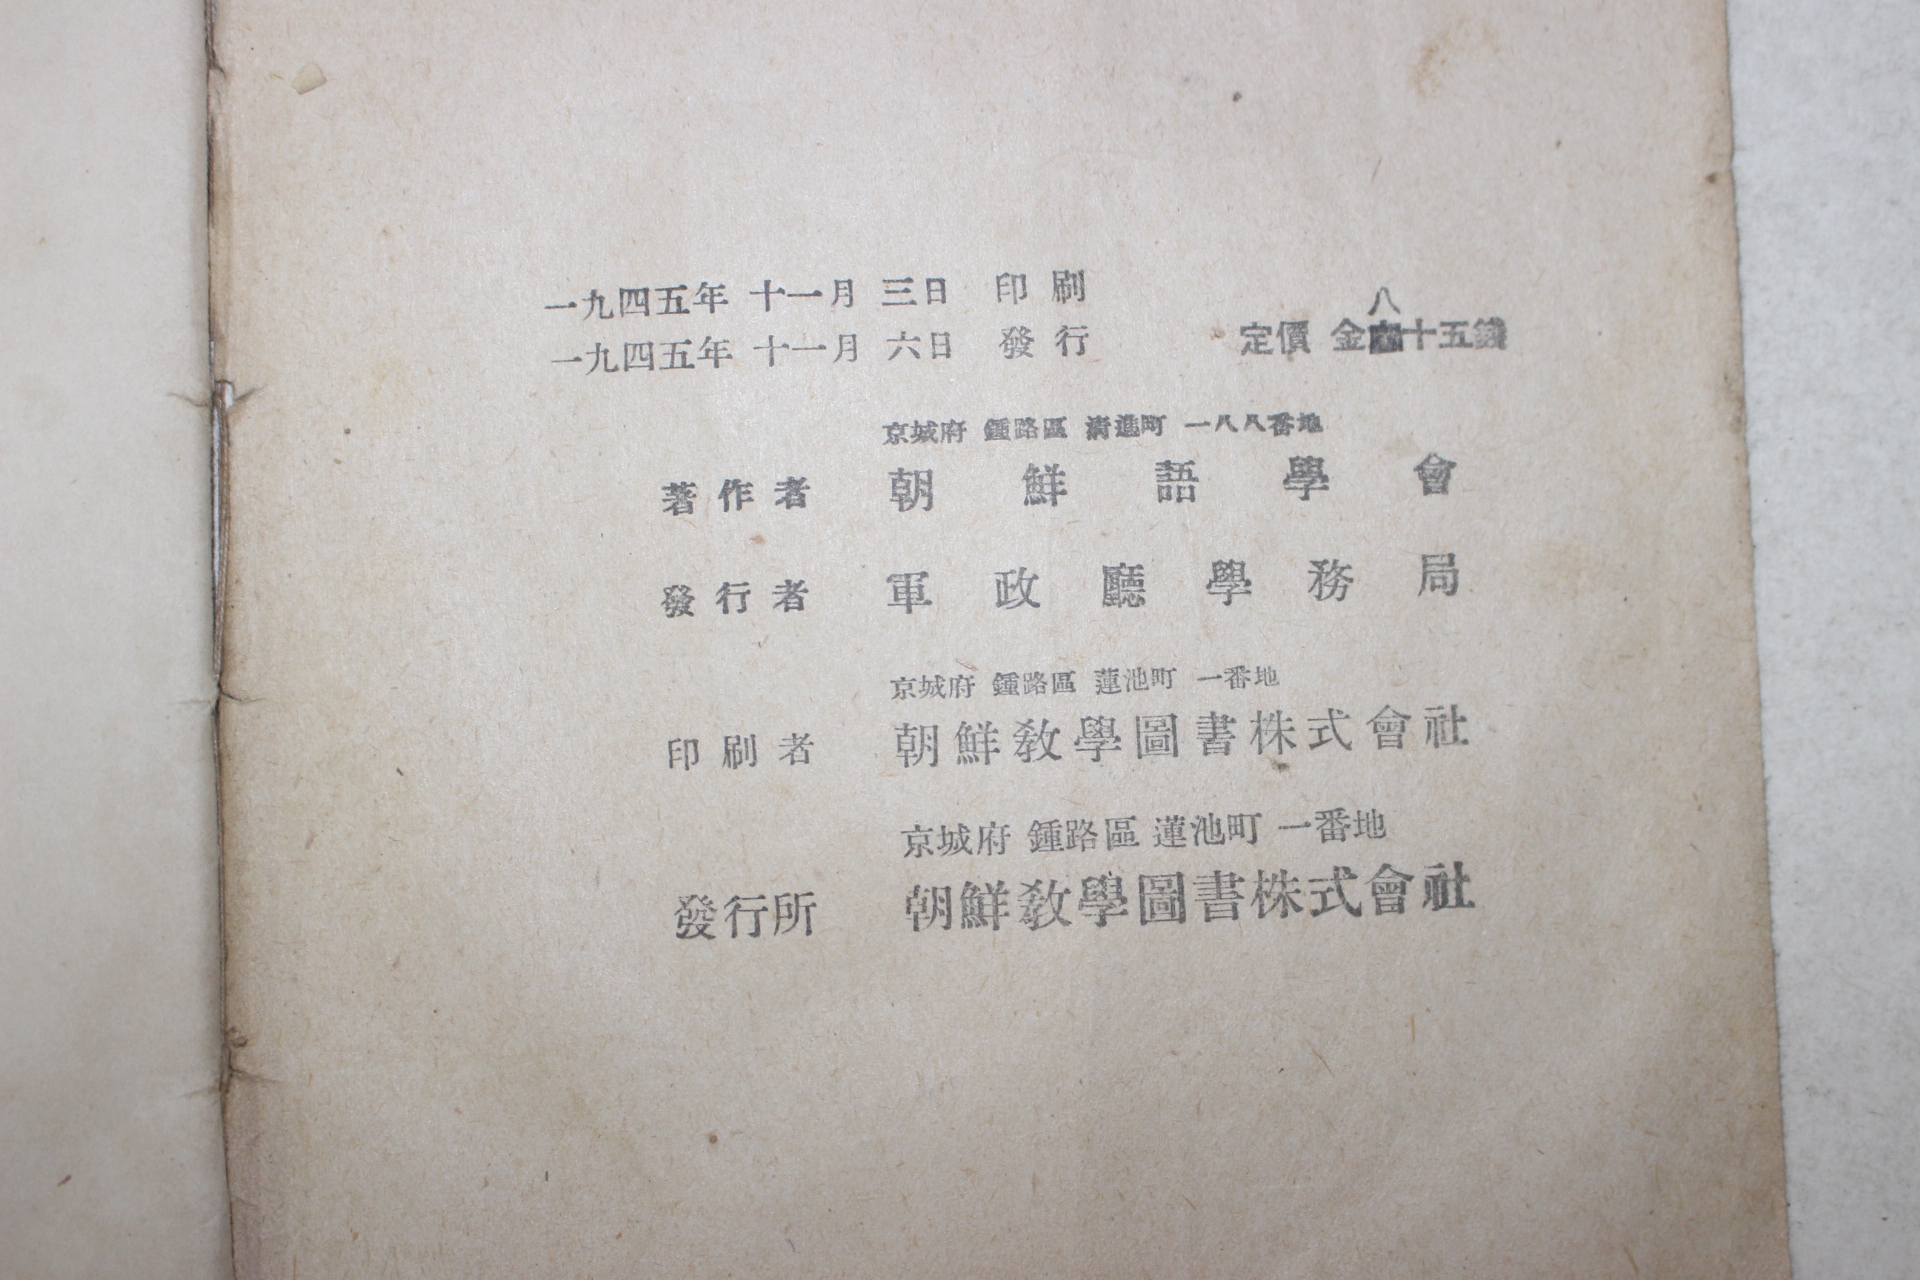 一九四五年 十一月 三日 印刷
一九四五年 十一月 六日 發行
八
定價 金十五錢
京城府 鍾路區 淸進町 一八八番地
著作者 朝鮮語學會
發行者 軍政廳學務局
京城府 鍾路區 蓮池町 一番地
印刷者 朝鮮敎學圖書株式會社
京城府 鍾路區 蓮池町 一番地
發行所 朝鮮敎學圖書株式會社